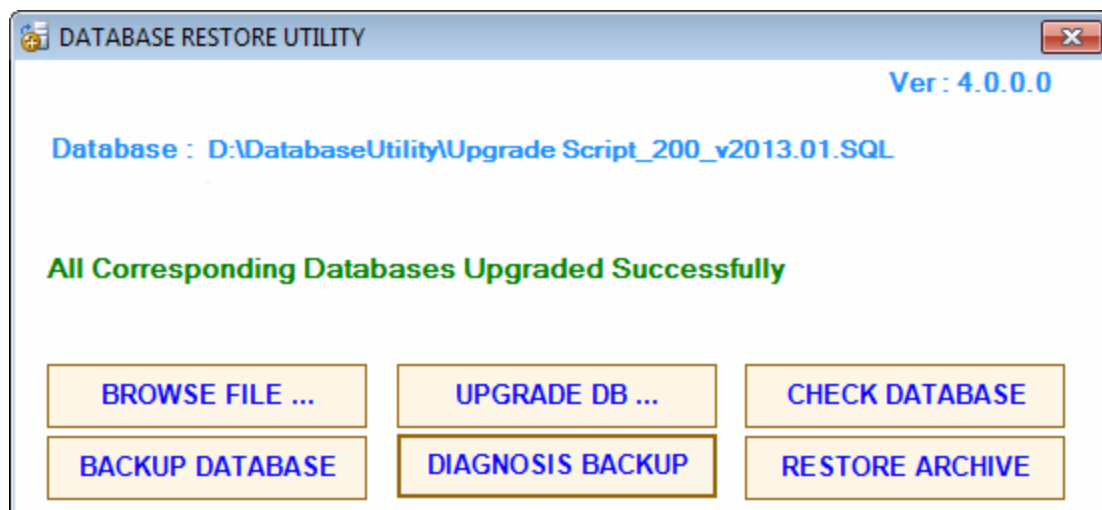 DATABASE RESTORE UTILITY
Ver : 4.0.0.0
Database : D:\DatabaseUtility\Upgrade Script_200_v2013.01.SQL
All Corresponding Databases Upgraded Successfully
BROWSE FILE ... UPGRADE DB ... CHECK DATABASE
BACKUP DATABASE DIAGNOSIS BACKUP RESTORE ARCHIVE